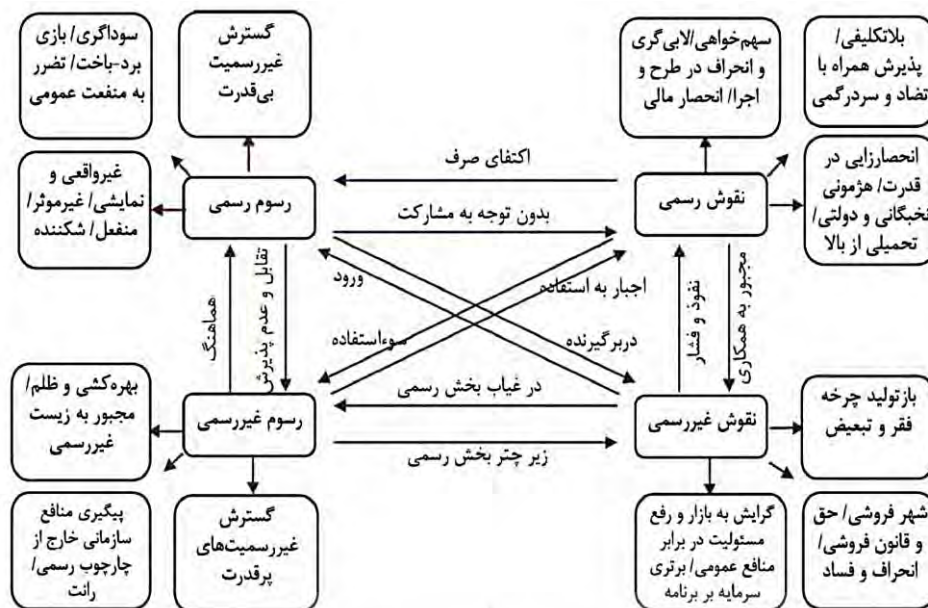 بلاتکلیفی/
پذیرش همراه با
تضاد و سردرگمی
سهم‌خواهی/لابی‌گری
و انحراف در طرح و
اجرا/ انحصار مالی
گسترش
غیررسمیت
بی‌قدرت
سوداگری/ بازی
برد-باخت/ تضرر
به منفعت عمومی
انحصارزایی در
قدرت/ هژمونی
نخبگانی و دولتی/
تحمیلی از بالا
نقوش رسمی
اکتفای صرف
بدون توجه به مشارکت
رسوم رسمی
غیرواقعی و
نمایشی/ غیرموثر/
منفعل/ شکننده
مجبور به همکاری
نفوذ و فشار
اجبار به استفاده
دربرگیرنده
ورود
سوءاستفاده
تقابل و عدم پذیرش
هماهنگ
بازتولید چرخه
فقر و تبعیض
نقوش غیررسمی
در غیاب بخش رسمی
زیر چتر بخش رسمی
رسوم غیررسمی
بهره‌کشی و ظلم/
مجبور به زیست
غیررسمی
شهر فروشی/ حق
و قانون فروشی/
انحراف و فساد
گرایش به بازار و رفع
مسئولیت در برابر
منافع عمومی/ برتری
سرمایه بر برنامه
گسترش
غیررسمیت‌های
پرقدرت
پیگیری منافع
سازمانی خارج از
چارچوب رسمی/
رانت